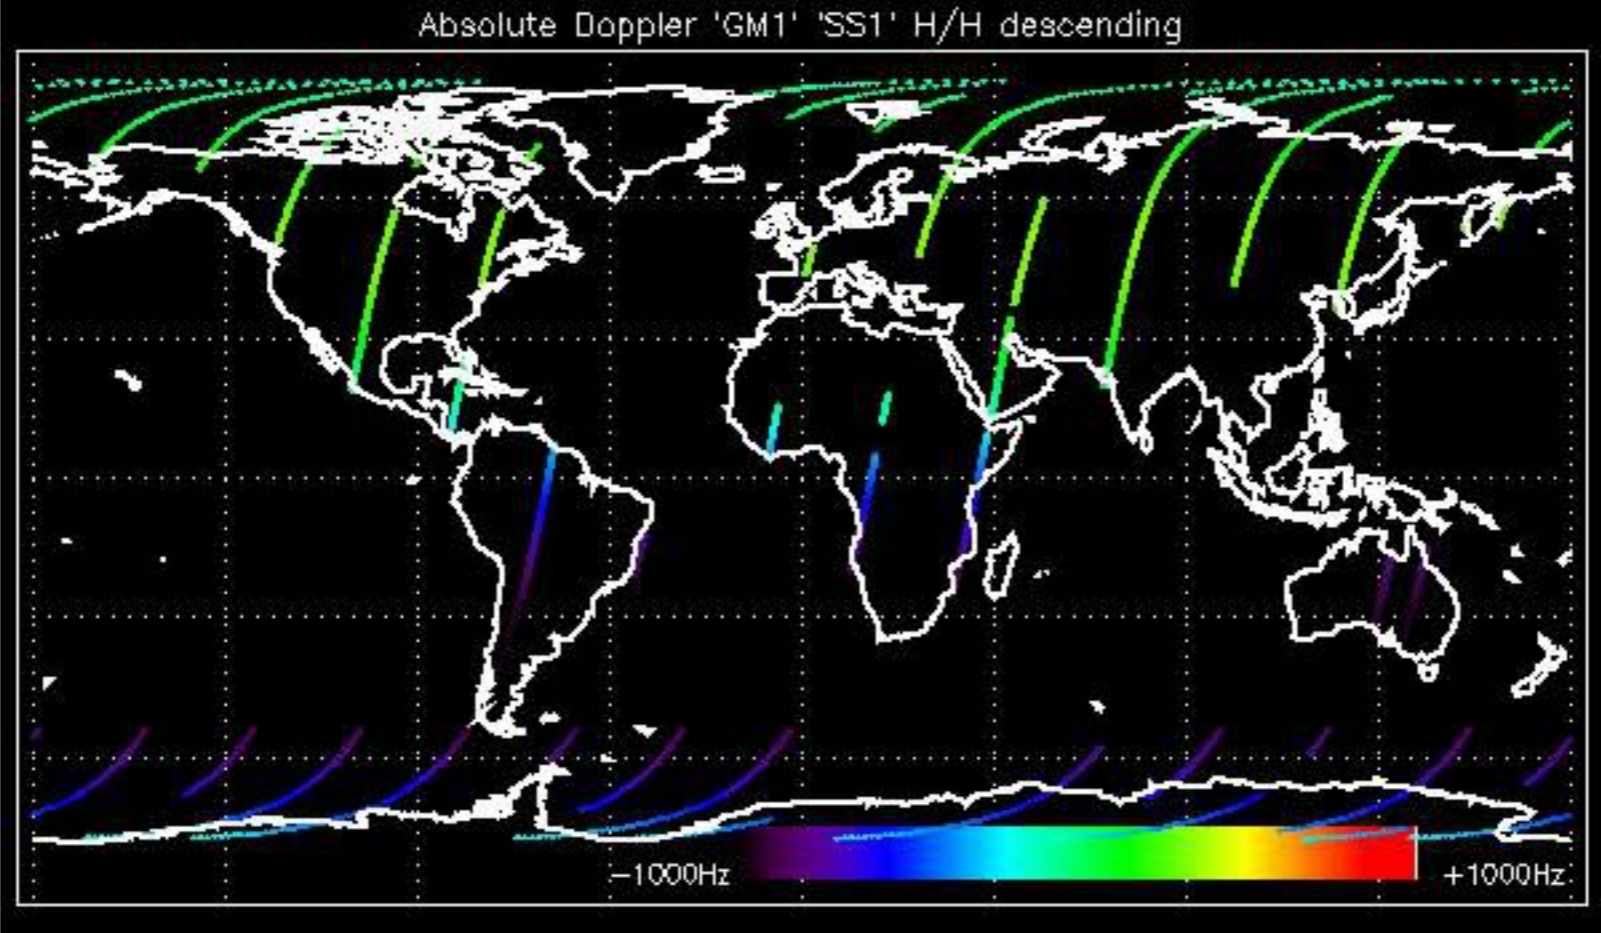 Absolute Doppler 'GM1' 'SS1' H/H descending
−1000Hz
+1000Hz